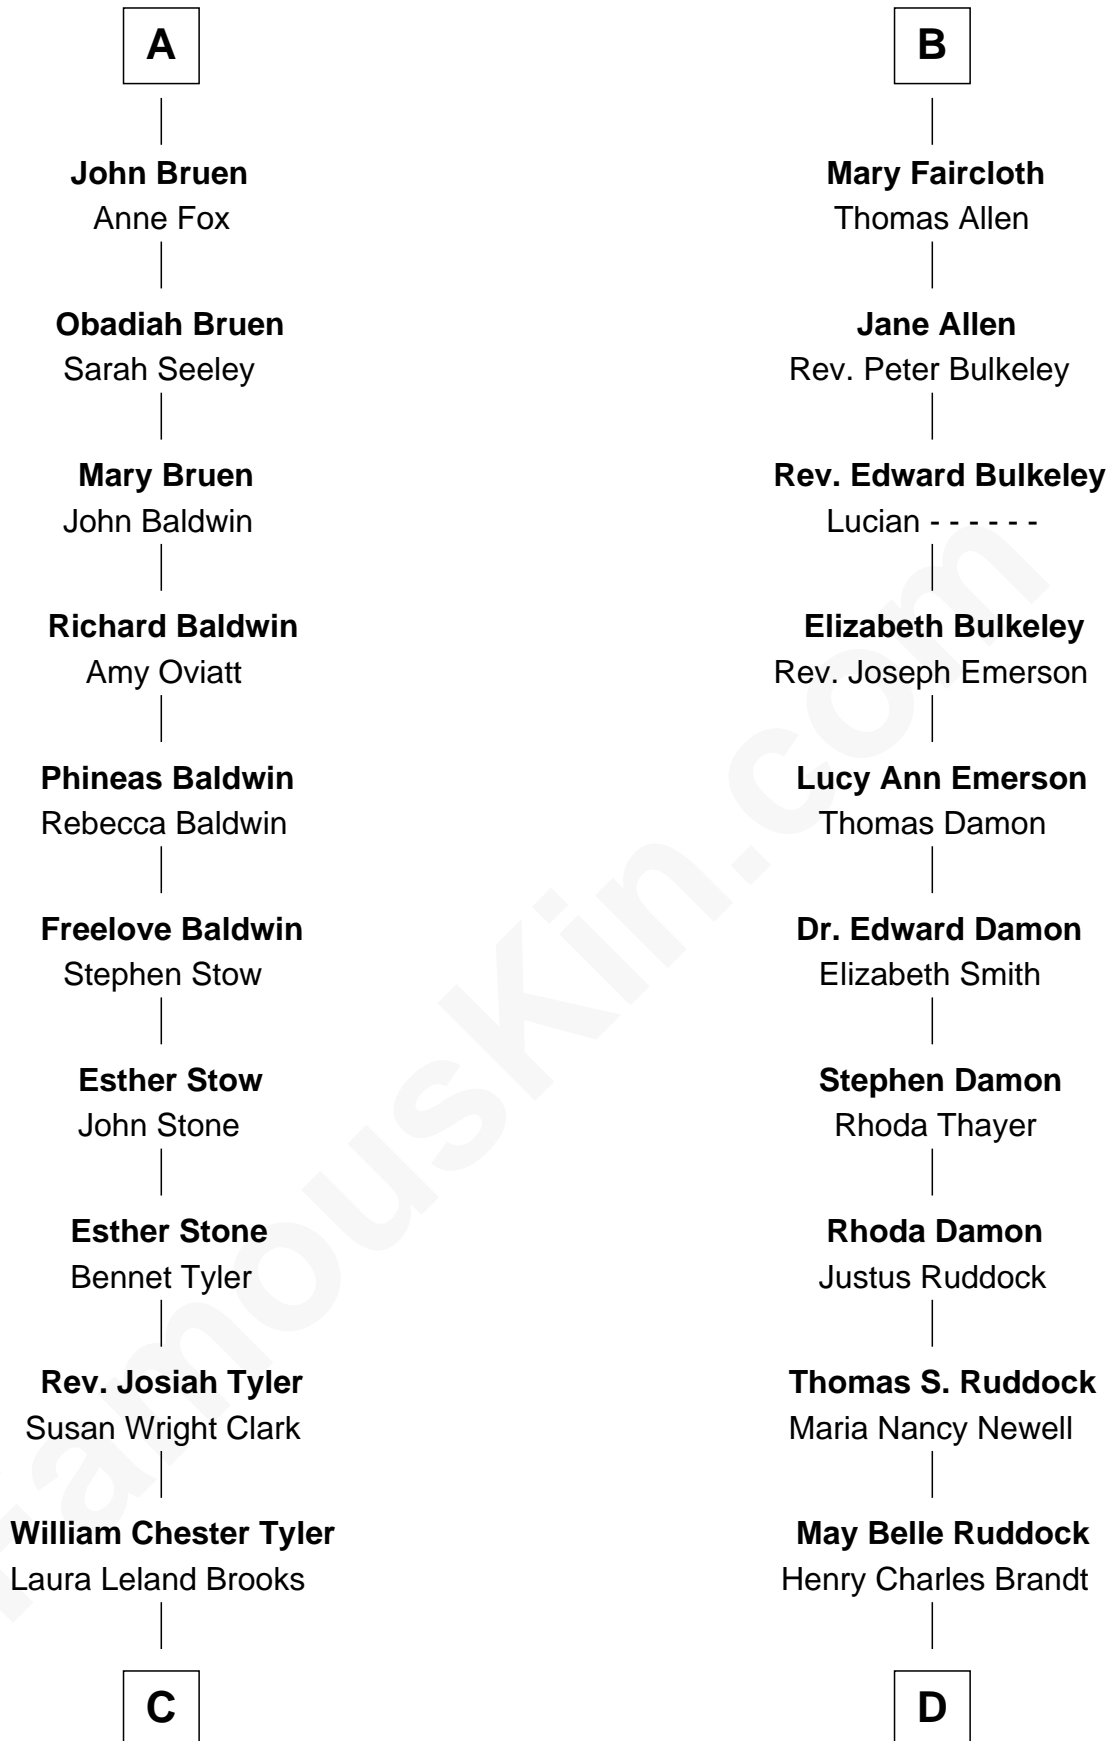 A
John Bruen
Anne Fox
Obadiah Bruen
Sarah Seeley
Mary Bruen
John Baldwin
Richard Baldwin
Amy Oviatt
Phineas Baldwin
Rebecca Baldwin
Freelove Baldwin
Stephen Stow
Esther Stow
John Stone
Esther Stone
Bennet Tyler
Rev. Josiah Tyler
Susan Wright Clark
William Chester Tyler
Laura Leland Brooks
C
B
Mary Faircloth
Thomas Allen
Jane Allen
Rev. Peter Bulkeley
Rev. Edward Bulkeley
Lucian - - - - - -
Elizabeth Bulkeley
Rev. Joseph Emerson
Lucy Ann Emerson
Thomas Damon
Dr. Edward Damon
Elizabeth Smith
Stephen Damon
Rhoda Thayer
Rhoda Damon
Justus Ruddock
Thomas S. Ruddock
Maria Nancy Newell
May Belle Ruddock
Henry Charles Brandt
D
FamousKin.com